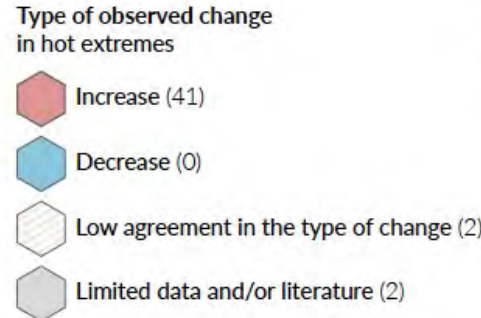 Type of observed change
in hot extremes
Increase (41)
Decrease (0)
Low agreement in the type of change (2)
Limited data and/or literature (2)